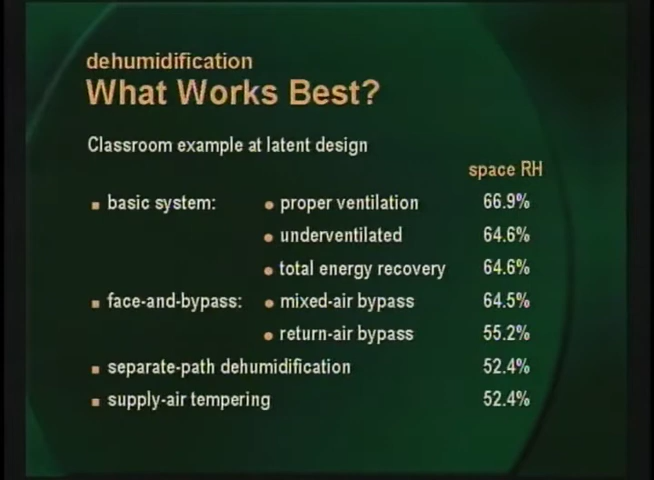 dehumidification
What Works Best?
Classroom example at latent design
space RH
basic system: • proper ventilation 66.9%
• underventilated 64.6%
• total energy recovery 64.6%
face-and-bypass: • mixed-air bypass 64.5%
• return-air bypass 55.2%
separate-path dehumidification 52.4%
supply-air tempering 52.4%